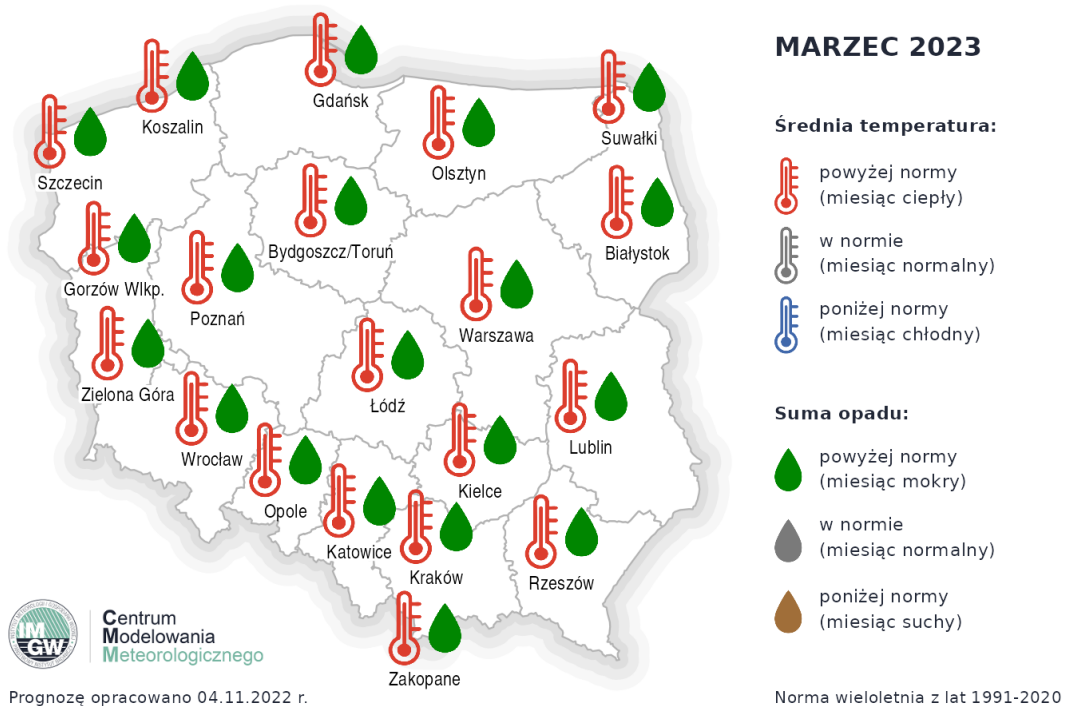 MARZEC 2023
Średnia temperatura:
powyżej normy
(miesiąc ciepły)
w normie
(miesiąc normalny)
poniżej normy
(miesiąc chłodny)
Suma opadu:
powyżej normy
(miesiąc mokry)
w normie
(miesiąc normalny)
poniżej normy
(miesiąc suchy)
Gdańsk
Koszalin
Suwałki
Olsztyn
Szczecin
Bydgoszcz/Toruń
Białystok
Gorzów Wlkp.
Poznań
Warszawa
Zielona Góra
Łódź
Lublin
Wrocław
Kielce
Opole
Katowice
Kraków
Rzeszów
Zakopane
IM
GW
Centrum
Modelowania
Meteorologicznego
Prognozę opracowano 04.11.2022 r.
Norma wieloletnia z lat 1991-2020